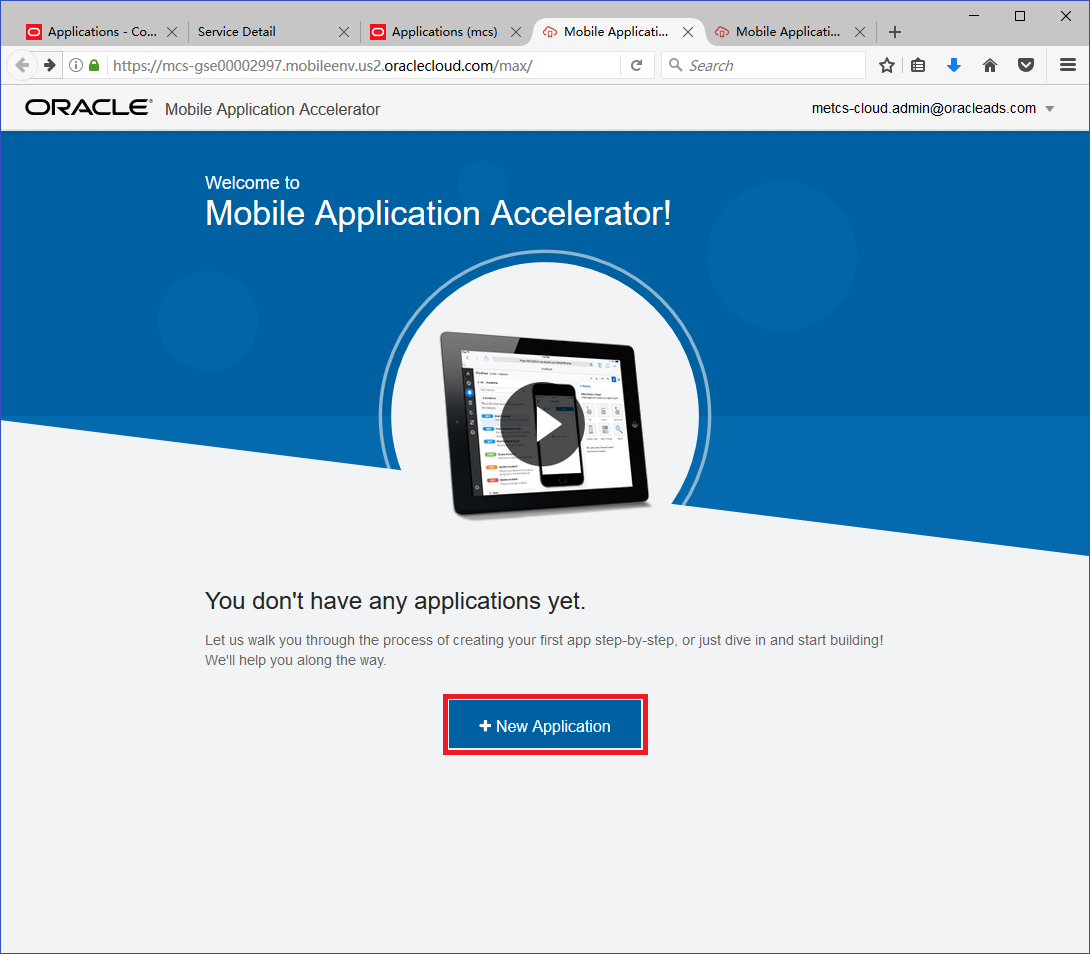 Applications - Co...
Service Detail
Applications (mcs)
Mobile Applicati...
Mobile Applicati...
https://mcs-gse00002997.mobileenv.us2.oraclecloud.com/max/
Search
ORACLE® Mobile Application Accelerator
metcs-cloud.admin@oracleads.com
Welcome to
Mobile Application Accelerator!
You don't have any applications yet.
Let us walk you through the process of creating your first app step-by-step, or just dive in and start building!
We'll help you along the way.
New Application